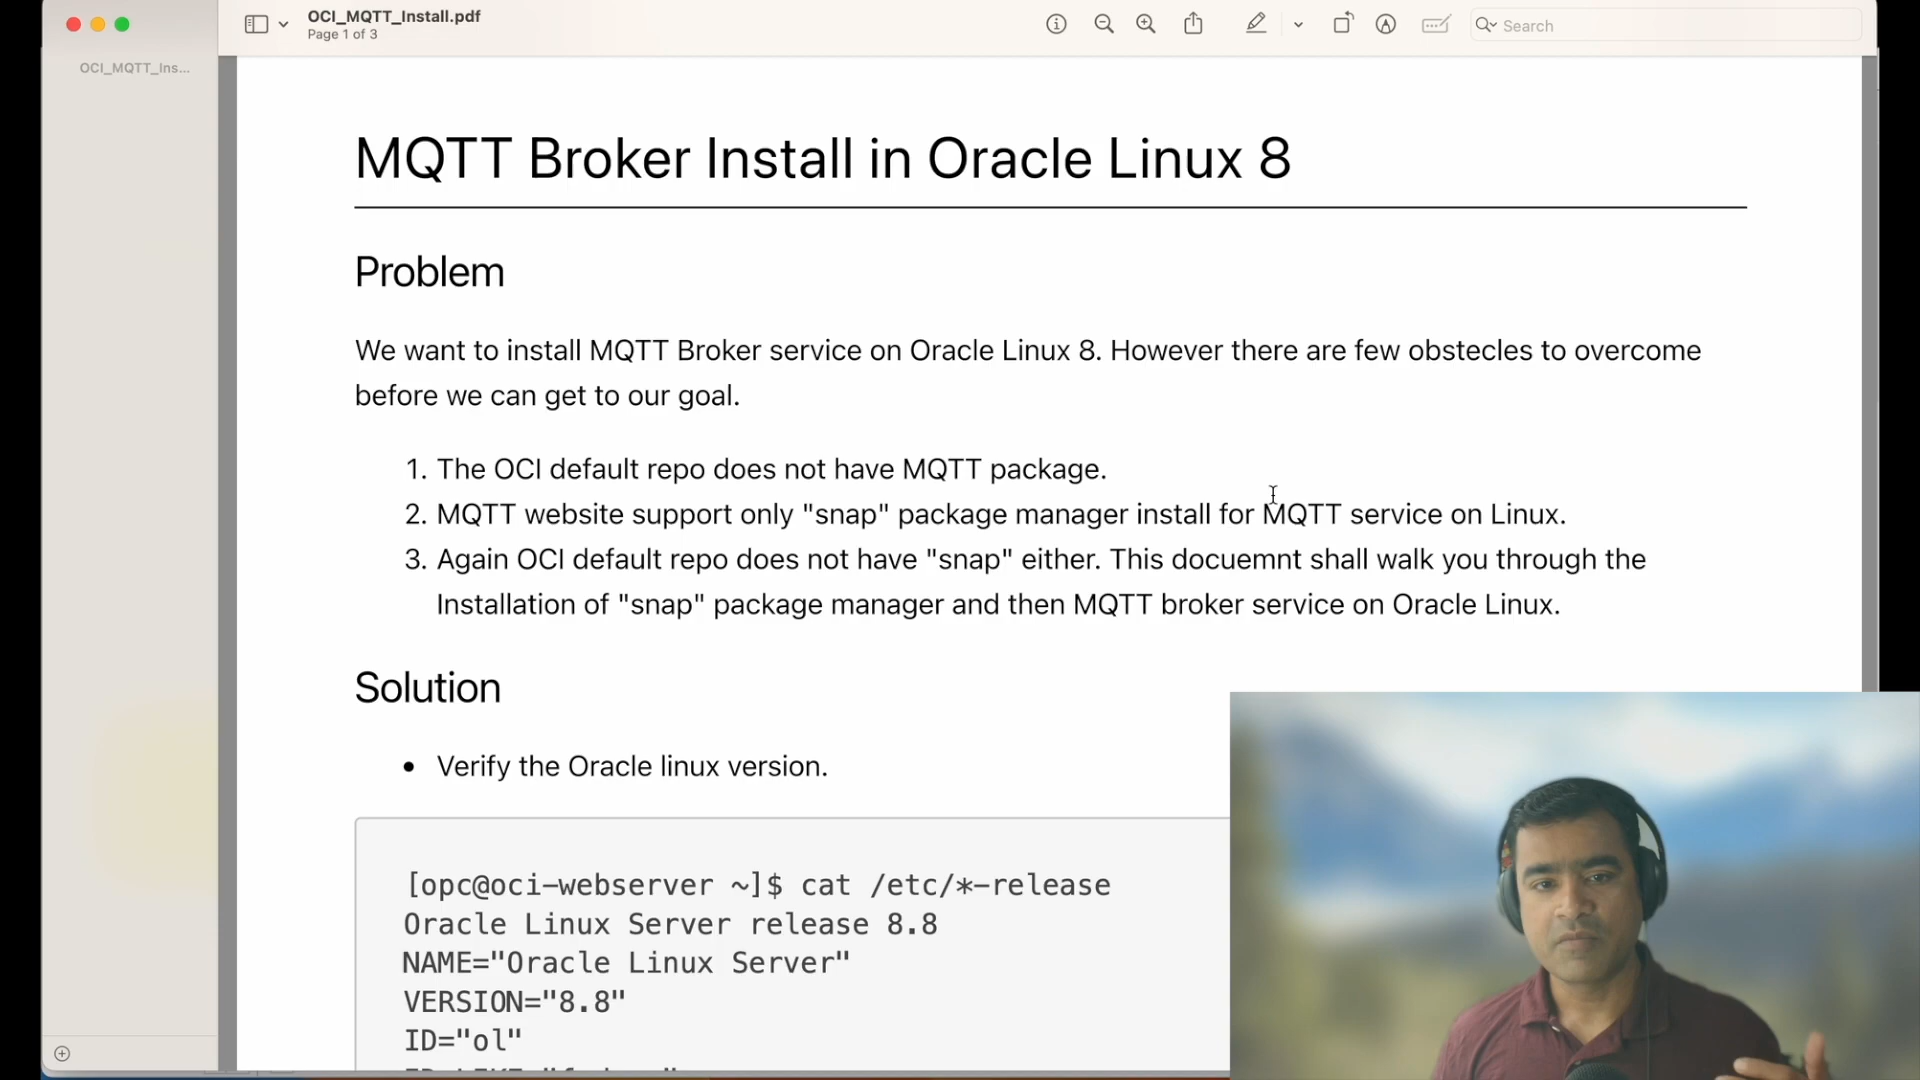 OCI_MQTT_Install.pdf
Page 1 of 3
Search
OCI_MQTT_Ins...
MQTT Broker Install in Oracle Linux 8
Problem
We want to install MQTT Broker service on Oracle Linux 8. However there are few obstecles to overcome
before we can get to our goal.
1. The OCI default repo does not have MQTT package.
2. MQTT website support only "snap" package manager install for MQTT service on Linux.
3. Again OCI default repo does not have "snap" either. This docuemnt shall walk you through the
Installation of "snap" package manager and then MQTT broker service on Oracle Linux.
Solution
• Verify the Oracle linux version.
[opc@oci-webserver ~]$ cat /etc/*-release
Oracle Linux Server release 8.8
NAME="Oracle Linux Server"
VERSION="8.8"
ID="ol"